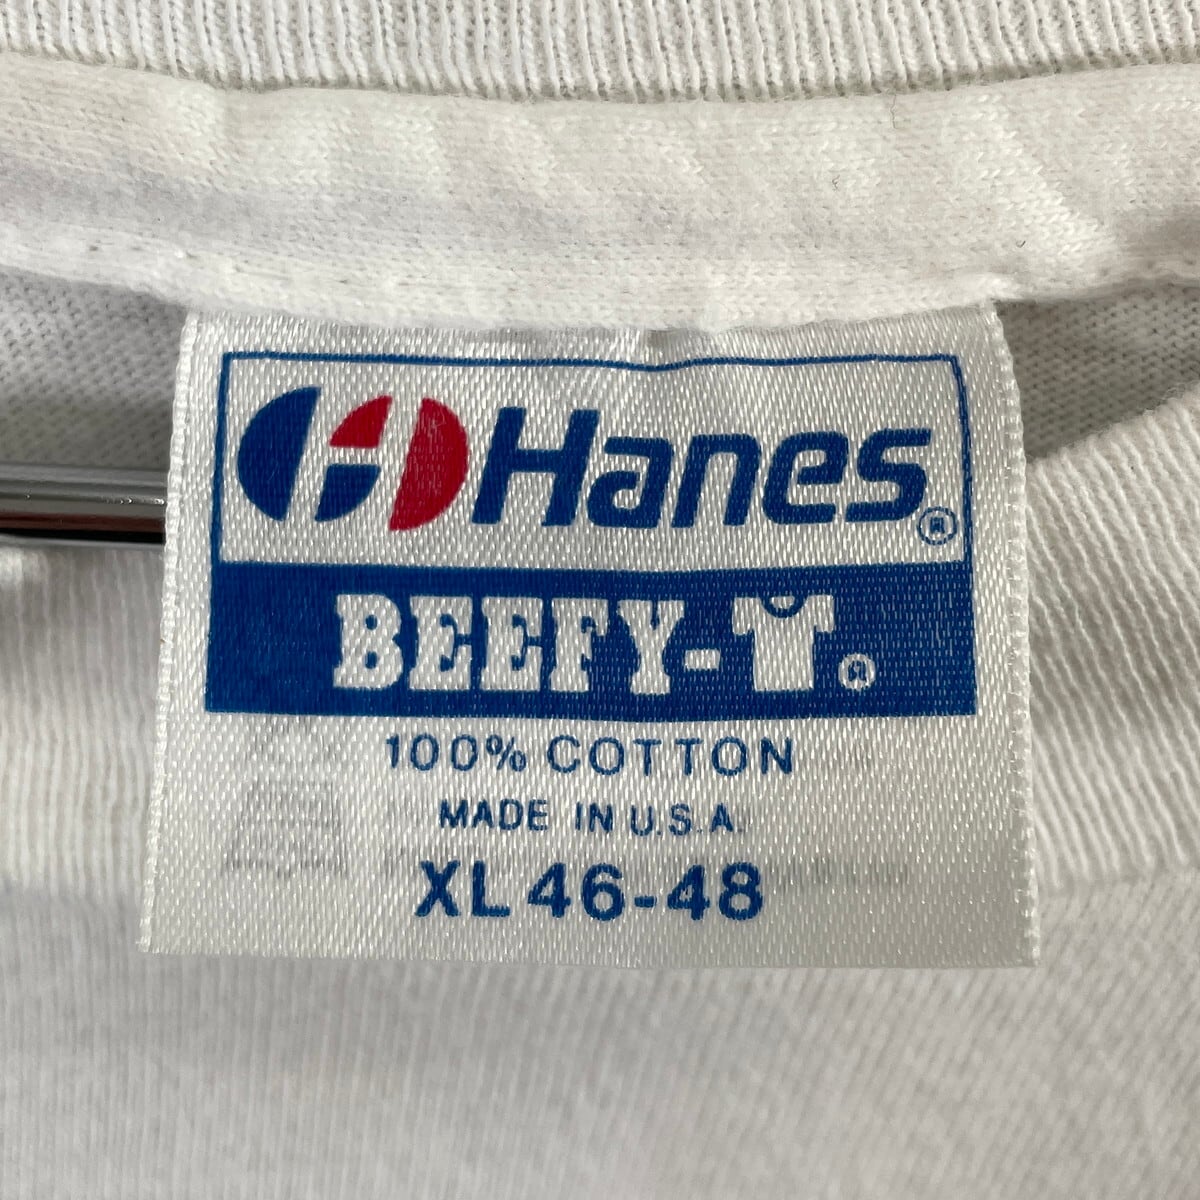 Hanes®
BEEFY-T®
100% COTTON
MADE IN U.S.A.
XL 46-48